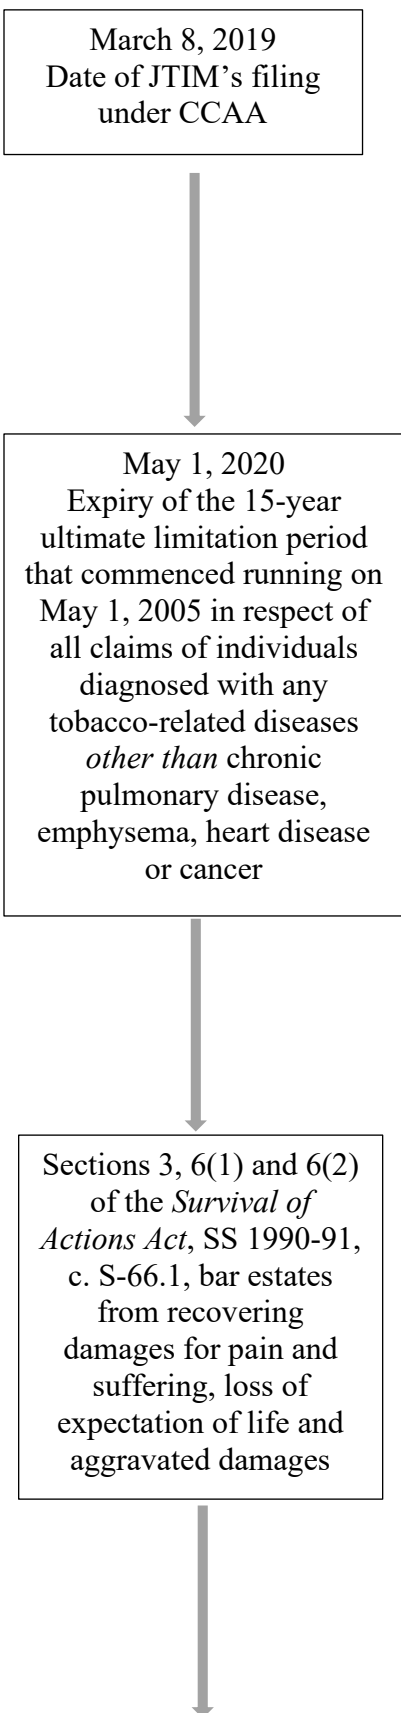 March 8, 2019
Date of JTIM’s filing
under CCAA
May 1, 2020
Expiry of the 15-year
ultimate limitation period
that commenced running on
May 1, 2005 in respect of
all claims of individuals
diagnosed with any
tobacco-related diseases
other than chronic
pulmonary disease,
emphysema, heart disease
or cancer
Sections 3, 6(1) and 6(2)
of the Survival of
Actions Act, SS 1990-91,
c. S-66.1, bar estates
from recovering
damages for pain and
suffering, loss of
expectation of life and
aggravated damages